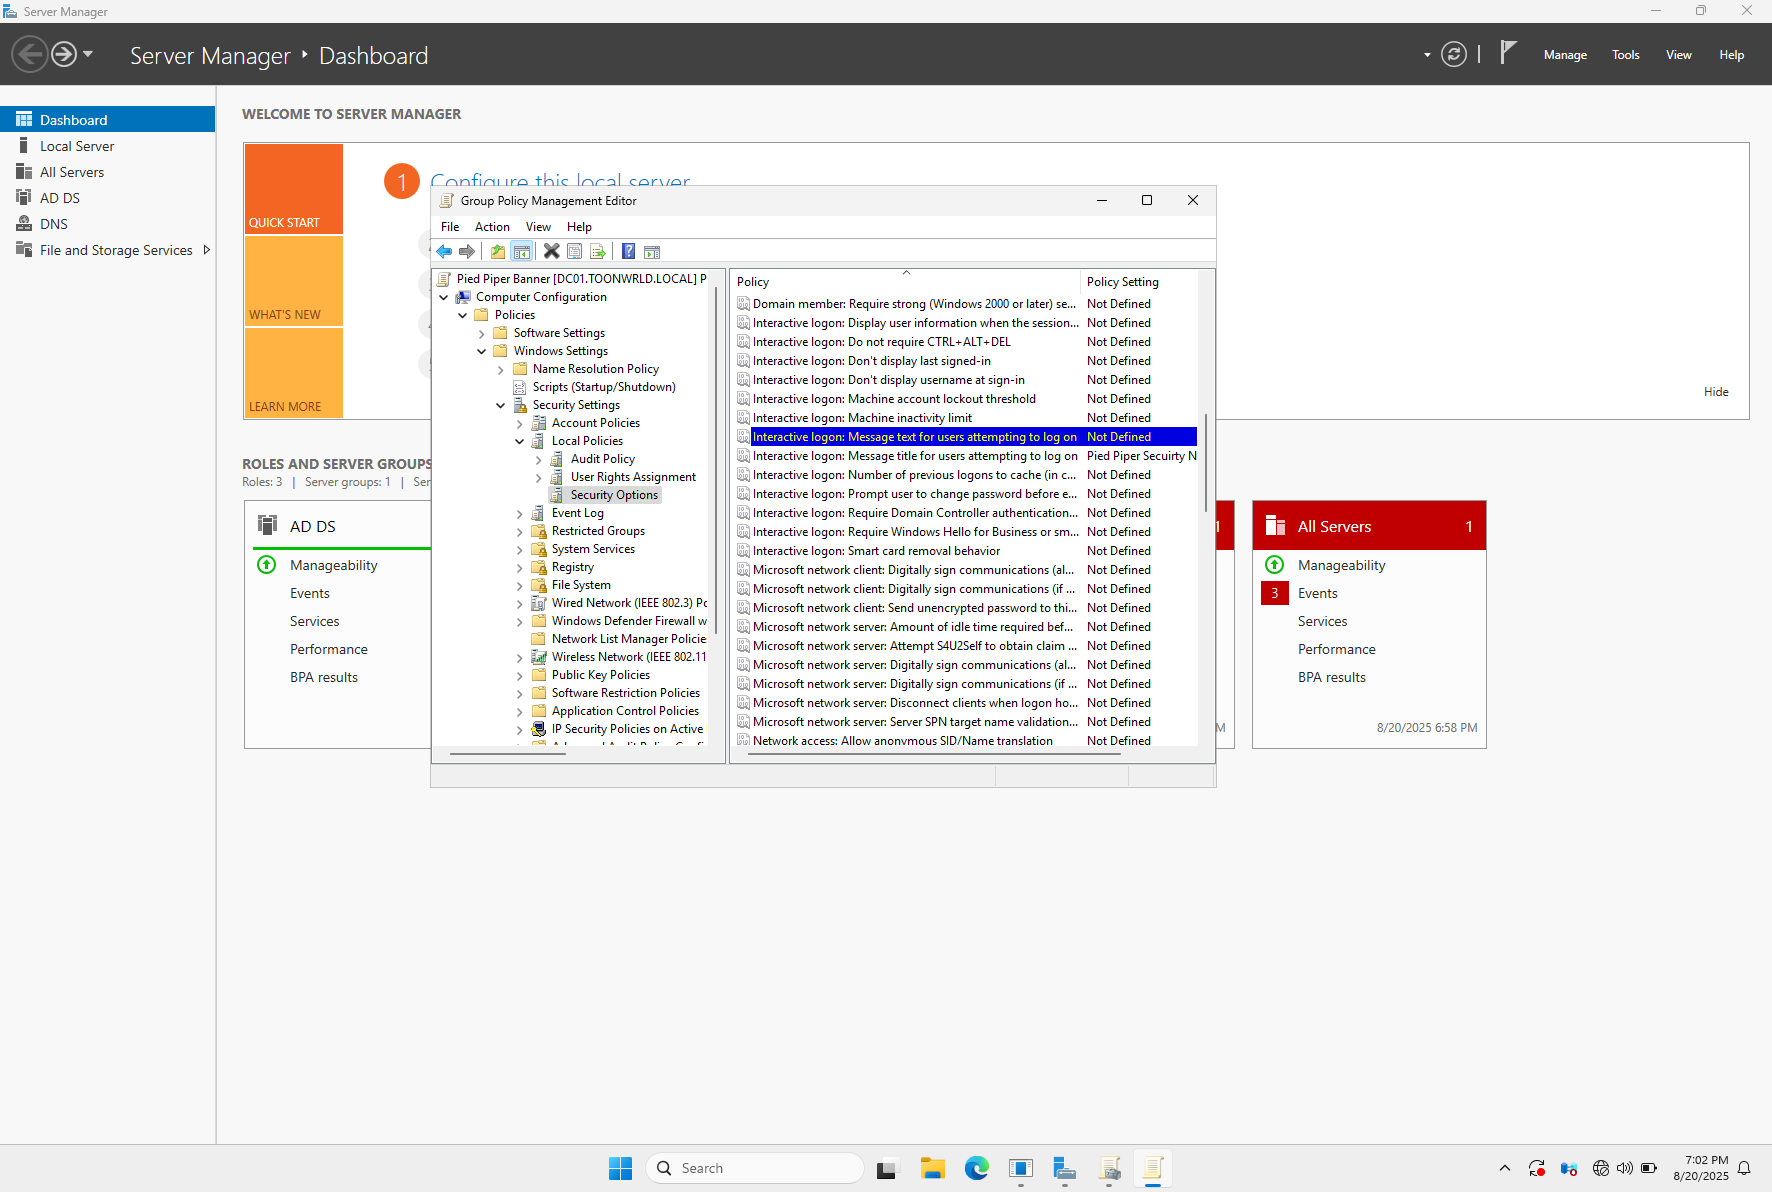 Server Manager
Server Manager ‣ Dashboard
Manage
Tools
View
Help
Dashboard
Local Server
All Servers
AD DS
DNS
File and Storage Services
WELCOME TO SERVER MANAGER
QUICK START
WHAT'S NEW
LEARN MORE
1
Configure this local server
Hide
ROLES AND SERVER GROUPS
Roles: 3 | Server groups: 1 | Ser
AD DS
Manageability
Events
Services
Performance
BPA results
Group Policy Management Editor
File Action View Help
Pied Piper Banner [DC01.TOONWRLD.LOCAL] P
Computer Configuration
Policies
Software Settings
Windows Settings
Name Resolution Policy
Scripts (Startup/Shutdown)
Security Settings
Account Policies
Local Policies
Audit Policy
User Rights Assignment
Security Options
Event Log
Restricted Groups
System Services
Registry
File System
Wired Network (IEEE 802.3) Po
Windows Defender Firewall w
Network List Manager Policie
Wireless Network (IEEE 802.11
Public Key Policies
Software Restriction Policies
Application Control Policies
IP Security Policies on Active
Policy Policy Setting
Domain member: Require strong (Windows 2000 or later) se... Not Defined
Interactive logon: Display user information when the session... Not Defined
Interactive logon: Do not require CTRL+ALT+DEL Not Defined
Interactive logon: Don't display last signed-in Not Defined
Interactive logon: Don't display username at sign-in Not Defined
Interactive logon: Machine account lockout threshold Not Defined
Interactive logon: Machine inactivity limit Not Defined
Interactive logon: Message text for users attempting to log on Not Defined
Interactive logon: Message title for users attempting to log on Pied Piper Secuirty N
Interactive logon: Number of previous logons to cache (in c... Not Defined
Interactive logon: Prompt user to change password before e... Not Defined
Interactive logon: Require Domain Controller authentication... Not Defined
Interactive logon: Require Windows Hello for Business or sm... Not Defined
Interactive logon: Smart card removal behavior Not Defined
Microsoft network client: Digitally sign communications (al... Not Defined
Microsoft network client: Digitally sign communications (if ... Not Defined
Microsoft network client: Send unencrypted password to thi... Not Defined
Microsoft network server: Amount of idle time required bef... Not Defined
Microsoft network server: Attempt S4U2Self to obtain claim ... Not Defined
Microsoft network server: Digitally sign communications (al... Not Defined
Microsoft network server: Digitally sign communications (if ... Not Defined
Microsoft network server: Disconnect clients when logon ho... Not Defined
Microsoft network server: Server SPN target name validation... Not Defined
Network access: Allow anonymous SID/Name translation Not Defined
1
M
All Servers 1
Manageability
3 Events
Services
Performance
BPA results
8/20/2025 6:58 PM
Search
7:02 PM
8/20/2025